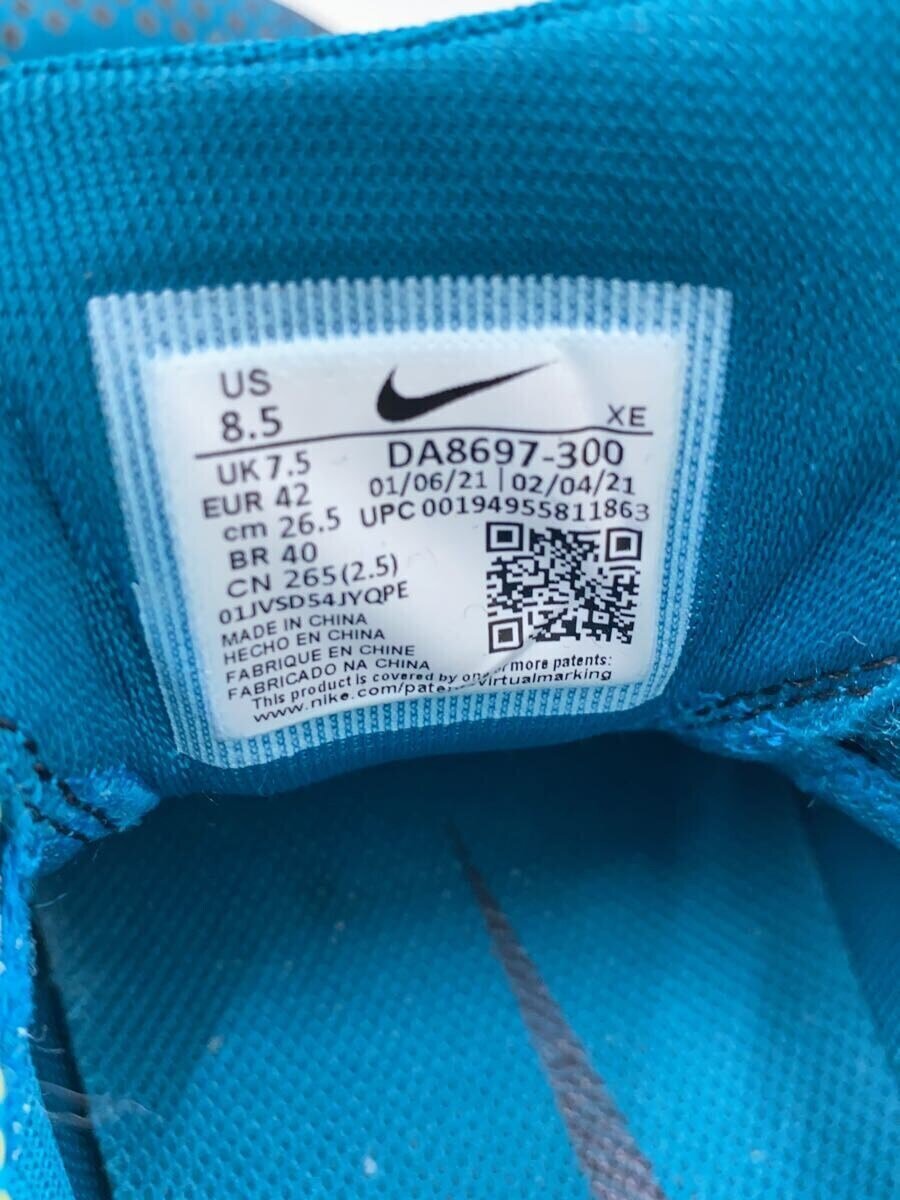 US
8.5
XE
UK 7.5
EUR 42
cm 26.5
BR 40
CN 265(2.5)
DA8697-300
01/06/21 | 02/04/21
UPC 00194955811863
01JVSD54JYQPE
MADE IN CHINA
HECHO EN CHINA
FABRIQUE EN CHINE
FABRICADO NA CHINA
This product is covered by more patents:
www.nike.com/ virtualmarking